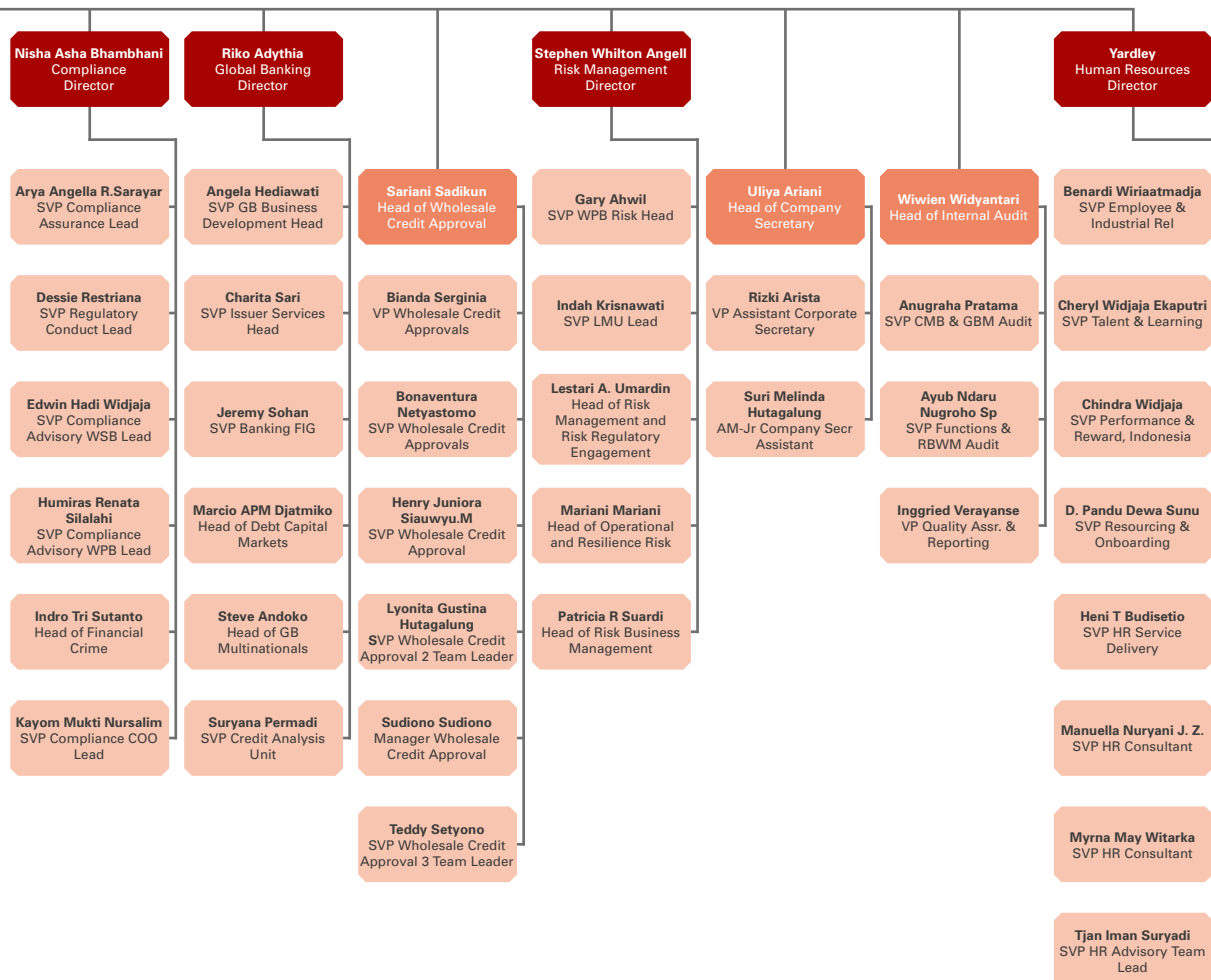 Nisha Asha Bhambhani
Compliance
Director
Riko Adythia
Global Banking
Director
Stephen Whilton Angell
Risk Management
Director
Yardley
Human Resources
Director
Arya Angella R.Sarayar
SVP Compliance
Assurance Lead
Dessie Restriana
SVP Regulatory
Conduct Lead
Edwin Hadi Widjaja
SVP Compliance
Advisory WSB Lead
Humiras Renata
Silalahi
SVP Compliance
Advisory WPB Lead
Indro Tri Sutanto
Head of Financial
Crime
Kayom Mukti Nursalim
SVP Compliance COO
Lead
Angela Hediawati
SVP GB Business
Development Head
Charita Sari
SVP Issuer Services
Head
Jeremy Sohan
SVP Banking FIG
Marcio APM Djatmiko
Head of Debt Capital
Markets
Steve Andoko
Head of GB
Multinationals
Suryana Permadi
SVP Credit Analysis
Unit
Sariani Sadikun
Head of Wholesale
Credit Approval
Bianda Serginia
VP Wholesale Credit
Approvals
Bonaventura
Netyastomo
SVP Wholesale Credit
Approvals
Henry Juniora
Siauwyu.M
SVP Wholesale Credit
Approval
Lyonita Gustina
Hutagalung
SVP Wholesale Credit
Approval 2 Team Leader
Sudiono Sudiono
Manager Wholesale
Credit Approval
Teddy Setyono
SVP Wholesale Credit
Approval 3 Team Leader
Gary Ahwil
SVP WPB Risk Head
Indah Krisnawati
SVP LMU Lead
Lestari A. Umardin
Head of Risk
Management and
Risk Regulatory
Engagement
Mariani Mariani
Head of Operational
and Resilience Risk
Patricia R Suardi
Head of Risk Business
Management
Uliya Ariani
Head of Company
Secretary
Rizki Arista
VP Assistant Corporate
Secretary
Suri Melinda
Hutagalung
AM-Jr Company Secr
Assistant
Wiwien Widyantari
Head of Internal Audit
Anugraha Pratama
SVP CMB & GBM Audit
Ayub Ndaru
Nugroho Sp
SVP Functions &
RBWM Audit
Inggried Verayanse
VP Quality Assr. &
Reporting
Benardi Wiriaatmadja
SVP Employee &
Industrial Rel
Cheryl Widjaja Ekaputri
SVP Talent & Learning
Chindra Widjaja
SVP Performance &
Reward, Indonesia
D. Pandu Dewa Sunu
SVP Resourcing &
Onboarding
Heni T Budisetio
SVP HR Service
Delivery
Manuella Nuryani J. Z.
SVP HR Consultant
Myrna May Witarka
SVP HR Consultant
Tjan Iman Suryadi
SVP HR Advisory Team
Lead